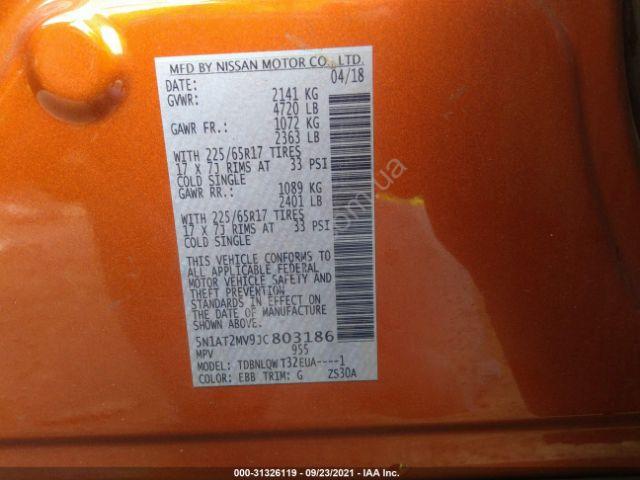 MFD BY NISSAN MOTOR CO., LTD.
DATE: 04/18
GVWR: 2141 KG
4720 LB
GAWR FR.: 1072 KG
2363 LB
WITH 225/65R17 TIRES
17 X 7J RIMS AT 33 PSI
COLD SINGLE
GAWR RR.: 1089 KG
2401 LB
WITH 225/65R17 TIRES
17 X 7J RIMS AT 33 PSI
COLD SINGLE
THIS VEHICLE CONFORMS TO
ALL APPLICABLE FEDERAL
MOTOR VEHICLE SAFETY AND
THEFT PREVENTION
STANDARDS IN EFFECT ON
THE DATE OF MANUFACTURE
SHOWN ABOVE.
5N1AT2MV9JC803186
MPV 955
MODEL: TDBNLQWT32EUA----1
COLOR: EBB TRIM: G ZS30A
000-31326119 - 09/23/2021 - IAA Inc.